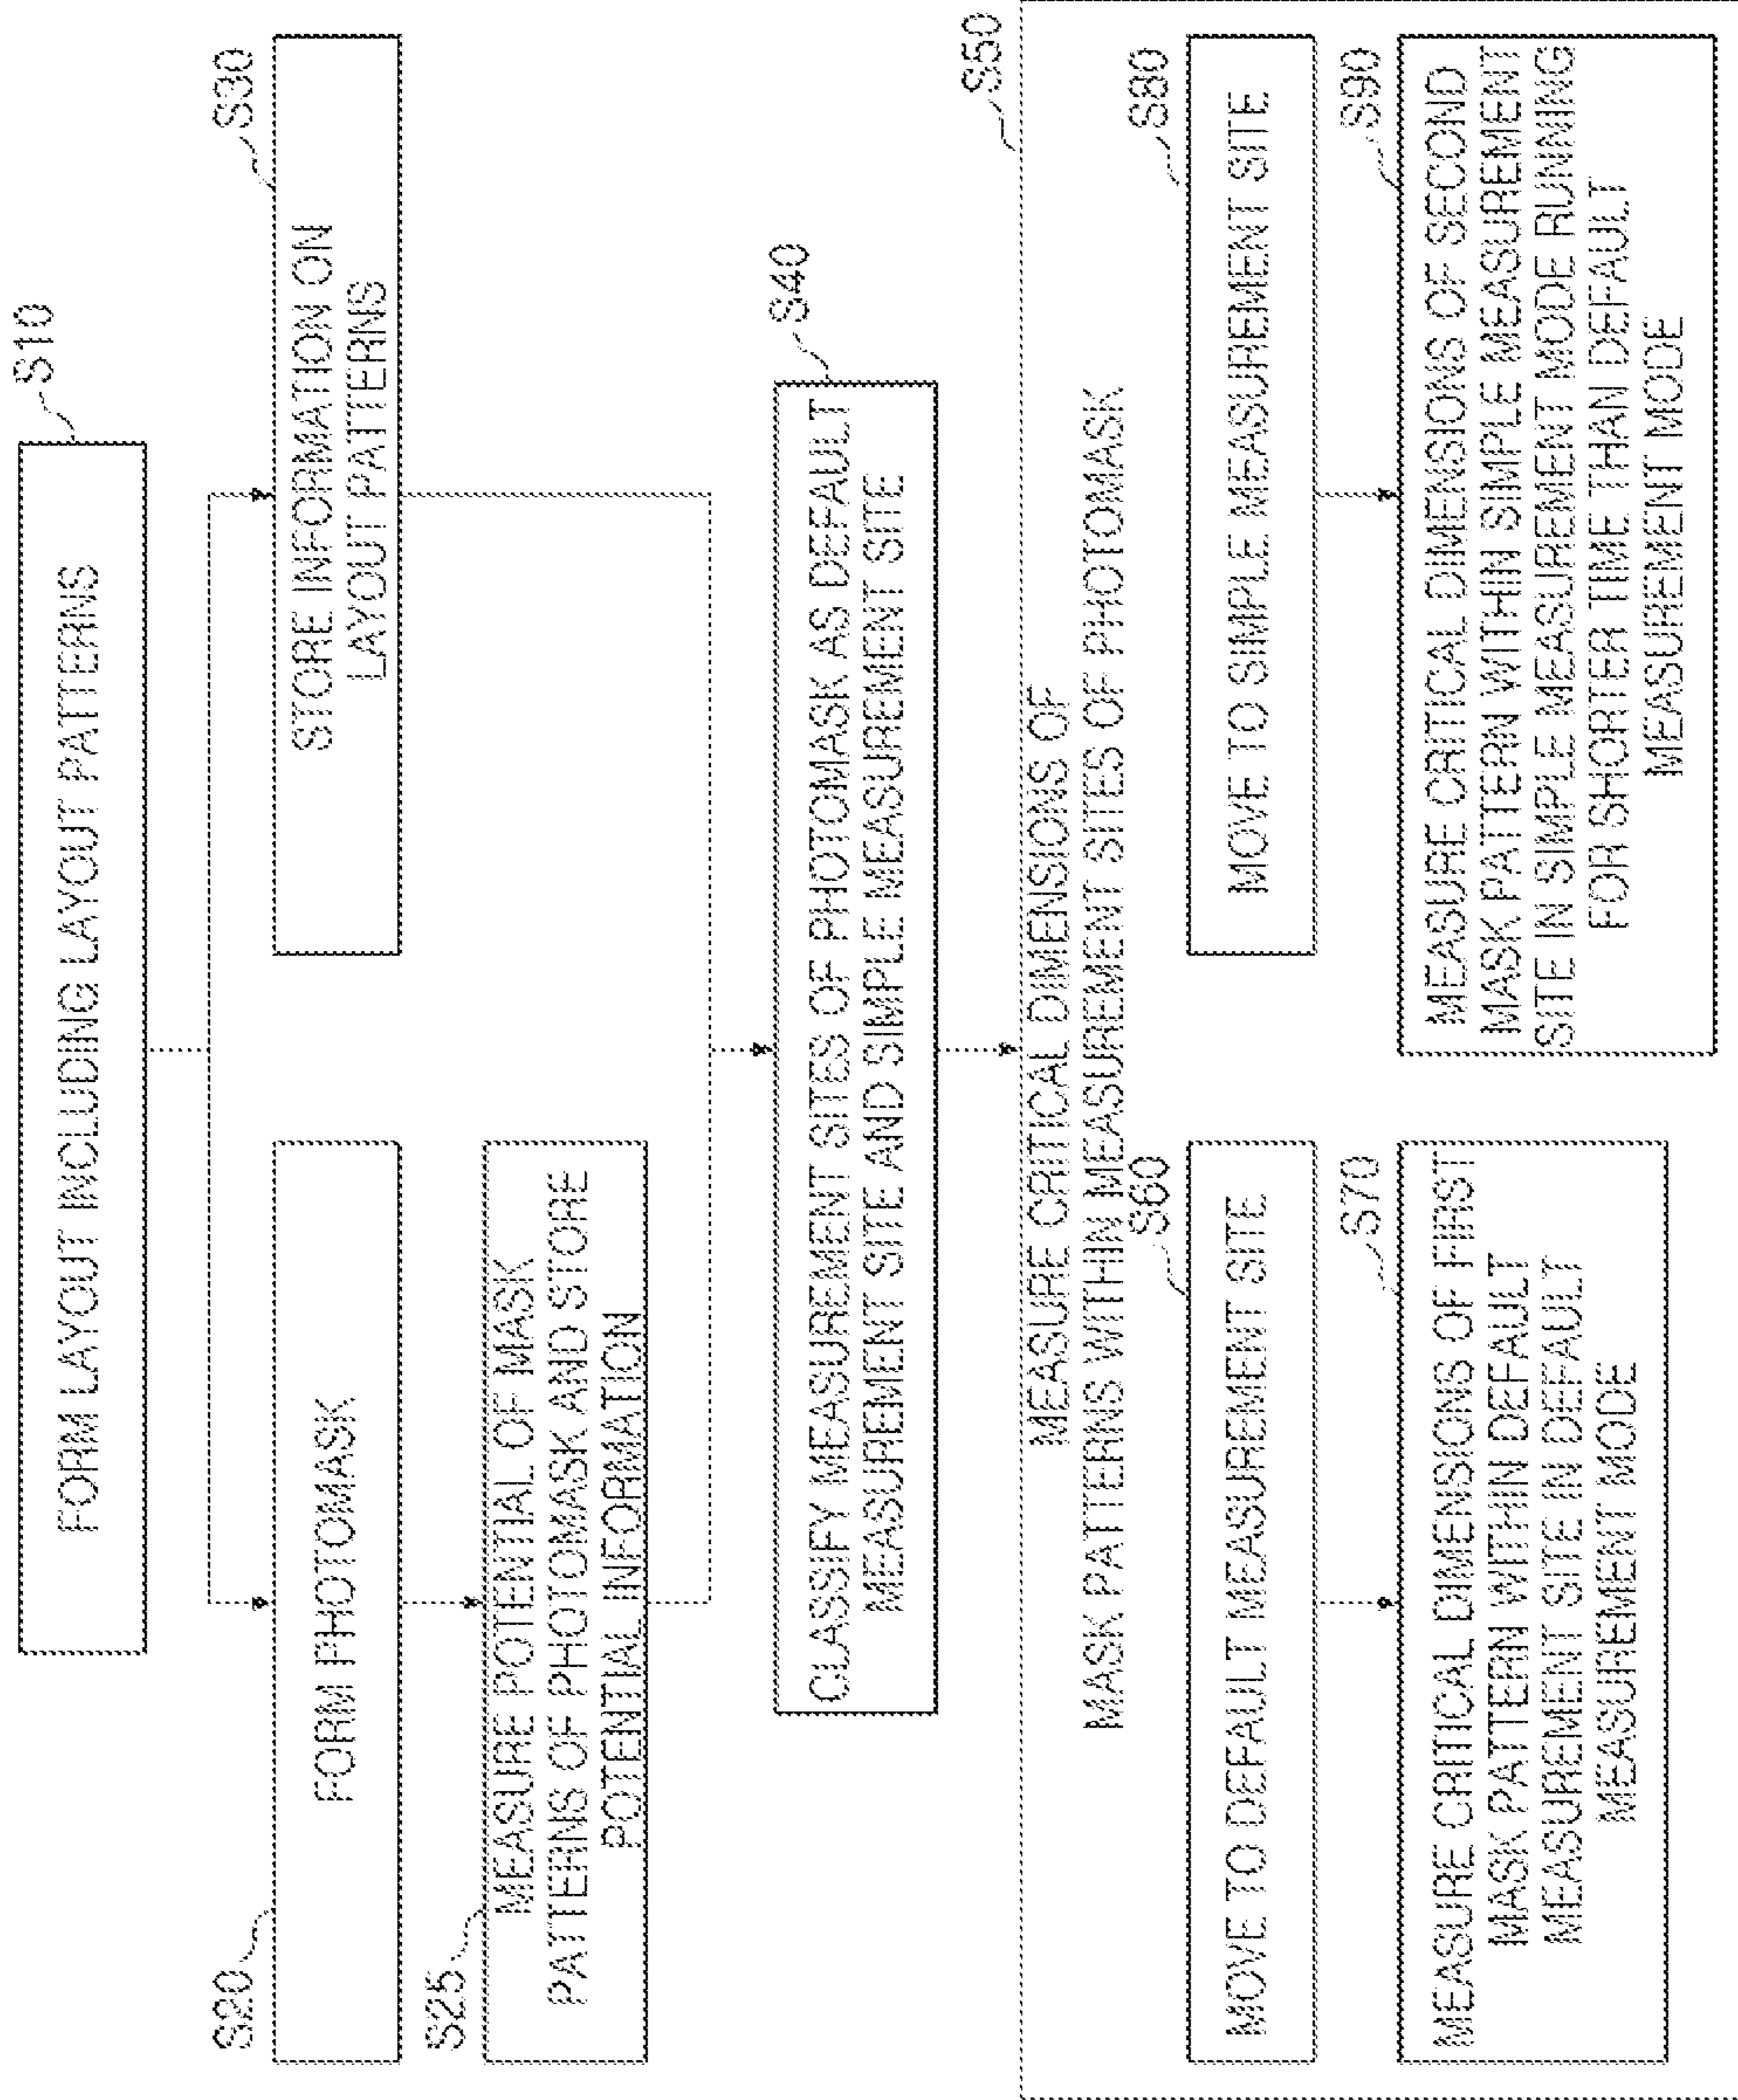 S10
FORM LAYOUT INCLUDING LAYOUT PATTERNS
S20
FORM PHOTOMASK
S30
STORE INFORMATION ON
LAYOUT PATTERNS
S25
MEASURE POTENTIAL OF MASK
PATTERNS OF PHOTOMASK AND STORE
POTENTIAL INFORMATION
S40
CLASSIFY MEASUREMENT SITES OF PHOTOMASK AS DEFAULT
MEASUREMENT SITE AND SIMPLE MEASUREMENT SITE
S50
MEASURE CRITICAL DIMENSIONS OF
MASK PATTERNS WITHIN MEASUREMENT SITES OF PHOTOMASK
S60
MOVE TO DEFAULT MEASUREMENT SITE
S70
MEASURE CRITICAL DIMENSIONS OF FIRST
MASK PATTERN WITHIN DEFAULT
MEASUREMENT SITE IN DEFAULT
MEASUREMENT MODE
S80
MOVE TO SIMPLE MEASUREMENT SITE
S90
MEASURE CRITICAL DIMENSIONS OF SECOND
MASK PATTERN WITHIN SIMPLE MEASUREMENT
SITE IN SIMPLE MEASUREMENT MODE RUNNING
FOR SHORTER TIME THAN DEFAULT
MEASUREMENT MODE